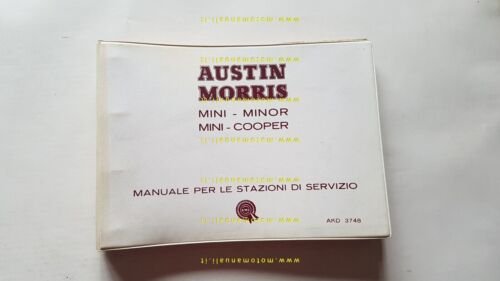 AUSTIN
MORRIS
MINI - MINOR
MINI - COOPER
MANUALE PER LE STAZIONI DI SERVIZIO
AKD 3748
www.motomanuali.it